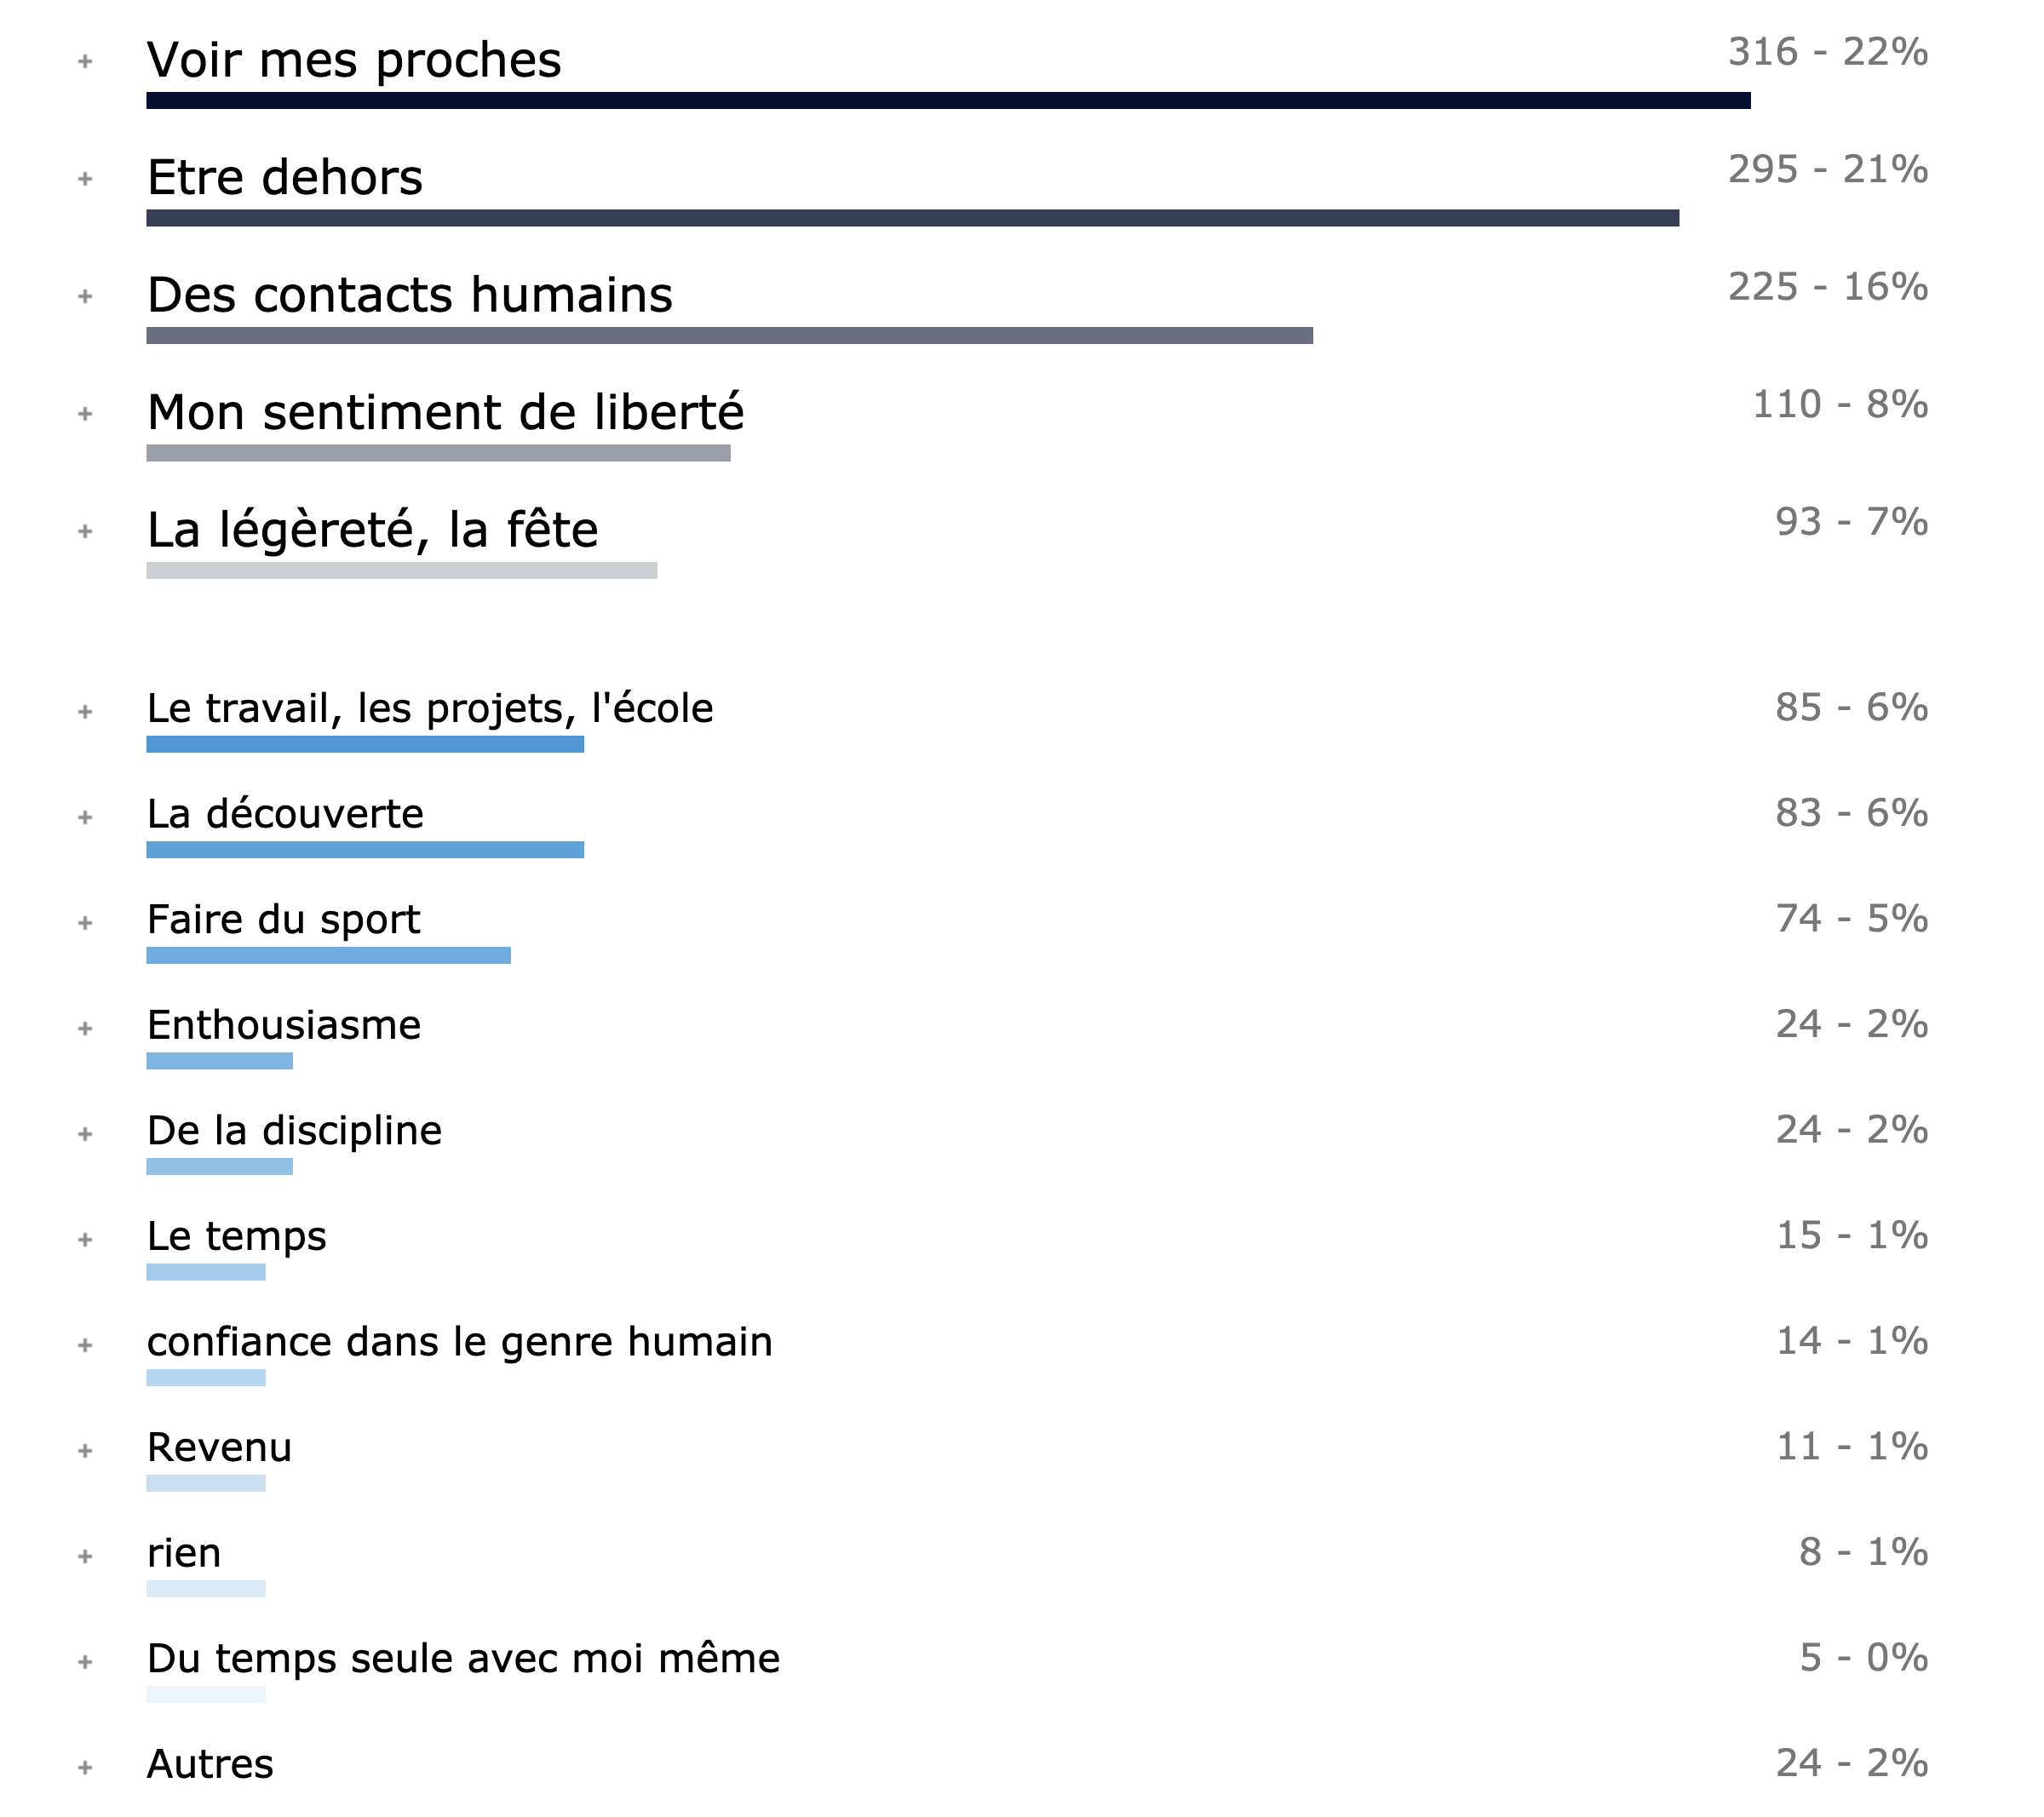 + Voir mes proches 316 - 22%
+ Etre dehors 295 - 21%
+ Des contacts humains 225 - 16%
+ Mon sentiment de liberté 110 - 8%
+ La légèreté, la fête 93 - 7%
+ Le travail, les projets, l'école 85 - 6%
+ La découverte 83 - 6%
+ Faire du sport 74 - 5%
+ Enthousiasme 24 - 2%
+ De la discipline 24 - 2%
+ Le temps 15 - 1%
+ confiance dans le genre humain 14 - 1%
+ Revenu 11 - 1%
+ rien 8 - 1%
+ Du temps seule avec moi même 5 - 0%
+ Autres 24 - 2%